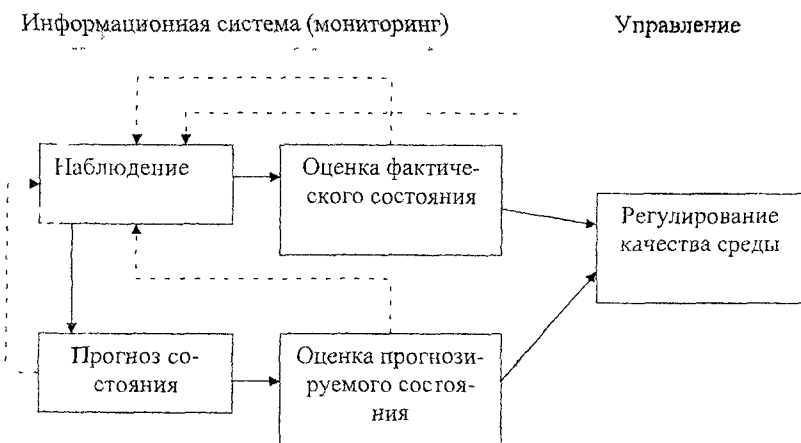 Информационная система (мониторинг)
Управление
Наблюдение
Оценка фактиче-
ского состояния
Регулирование
качества среды
Прогноз со-
стояния
Оценка прогнози-
руемого состоя-
ния